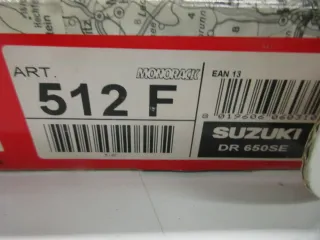 ART.
MONORACK
EAN 13
512 F
SUZUKI
DR 650SE